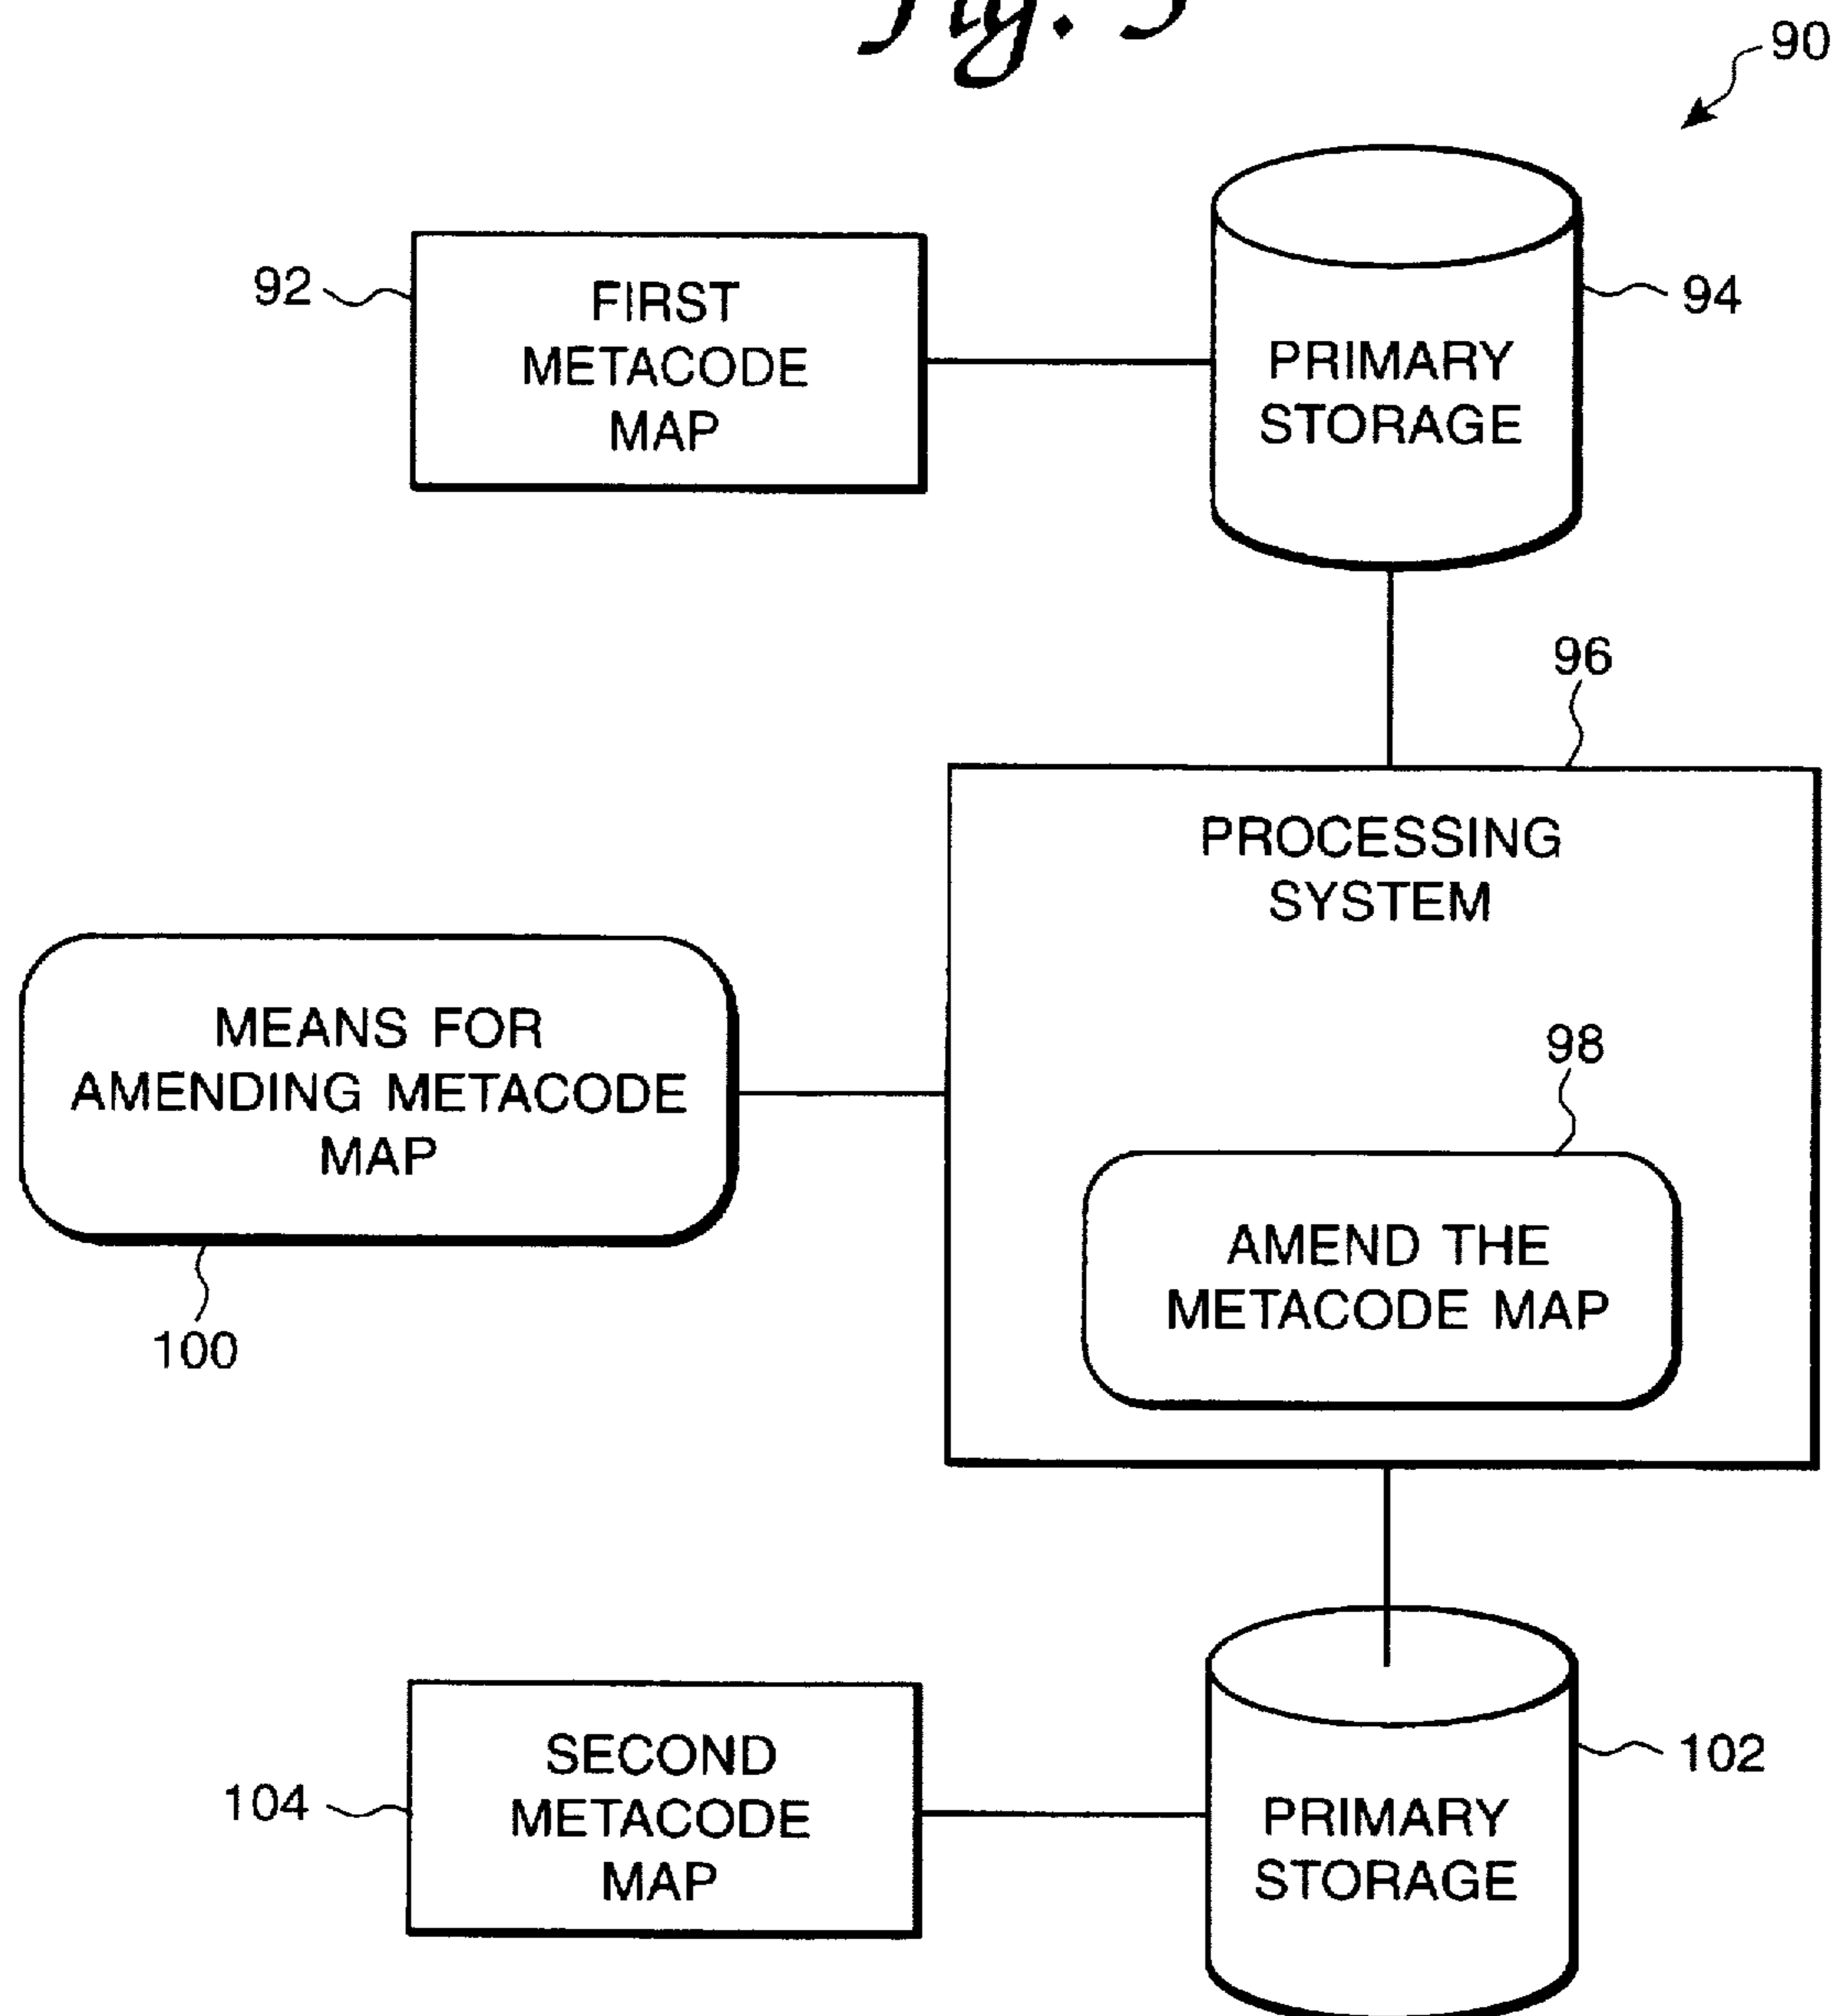 Fig.
90
92
FIRST
METACODE
MAP
94
PRIMARY
STORAGE
96
PROCESSING
SYSTEM
MEANS FOR
AMENDING METACODE
MAP
100
98
AMEND THE
METACODE MAP
104
SECOND
METACODE
MAP
102
PRIMARY
STORAGE